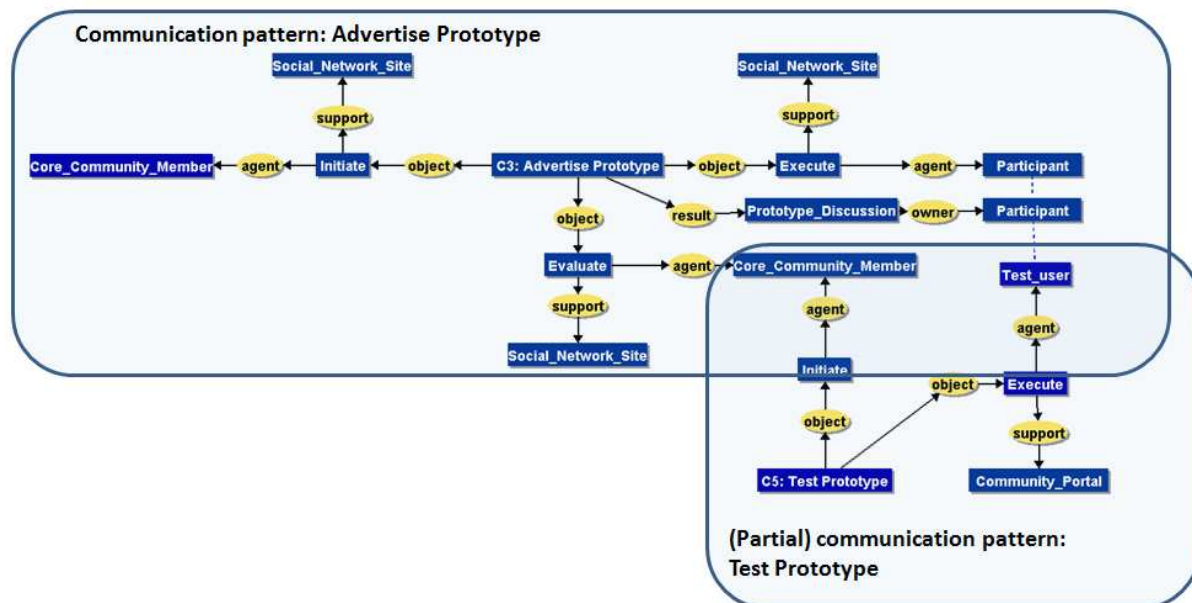 Communication pattern: Advertise Prototype
Social_Network_Site
Social_Network_Site
support
support
Core_Community_Member
agent
Initiate
object
C3: Advertise Prototype
object
Execute
agent
Participant
object
result
Prototype_Discussion
owner
Participant
Evaluate
agent
Core_Community_Member
Test_user
support
agent
agent
Social_Network_Site
Initiate
object
Execute
object
support
C5: Test Prototype
Community_Portal
(Partial) communication pattern:
Test Prototype